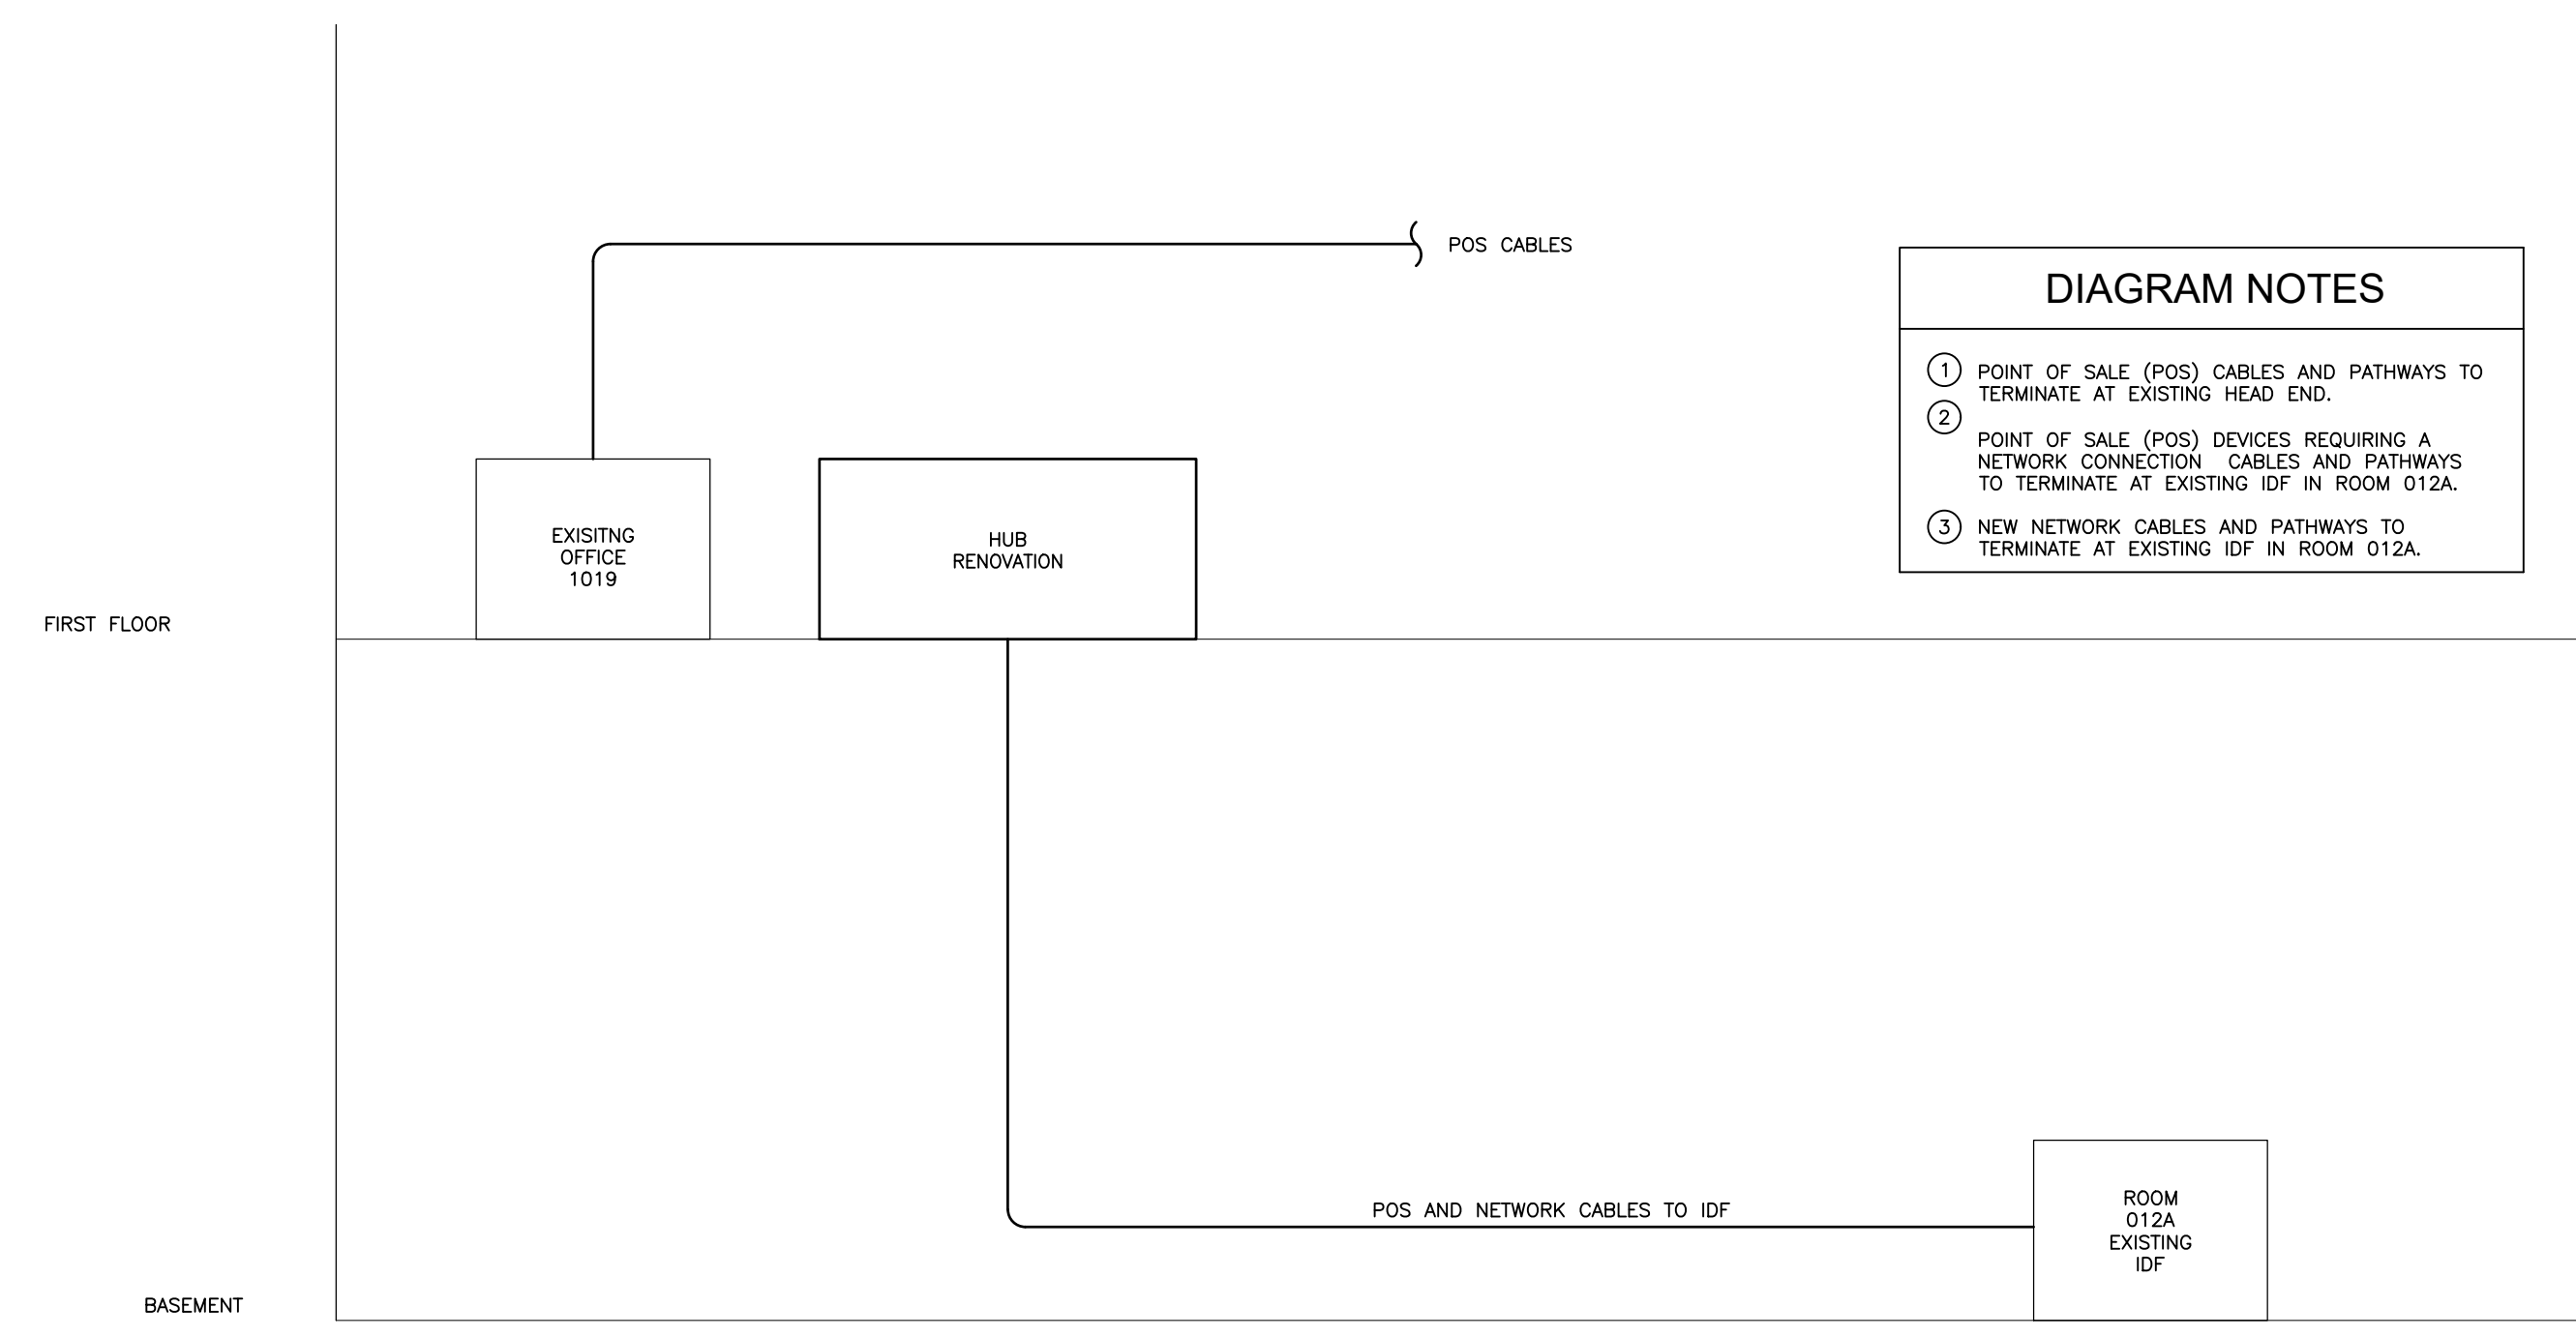 POS CABLES
DIAGRAM NOTES
1 POINT OF SALE (POS) CABLES AND PATHWAYS TO
TERMINATE AT EXISTING HEAD END.
2
POINT OF SALE (POS) DEVICES REQUIRING A
NETWORK CONNECTION CABLES AND PATHWAYS
TO TERMINATE AT EXISTING IDF IN ROOM 012A.
3 NEW NETWORK CABLES AND PATHWAYS TO
TERMINATE AT EXISTING IDF IN ROOM 012A.
EXISITNG
OFFICE
1019
HUB
RENOVATION
FIRST FLOOR
POS AND NETWORK CABLES TO IDF
ROOM
012A
EXISTING
IDF
BASEMENT